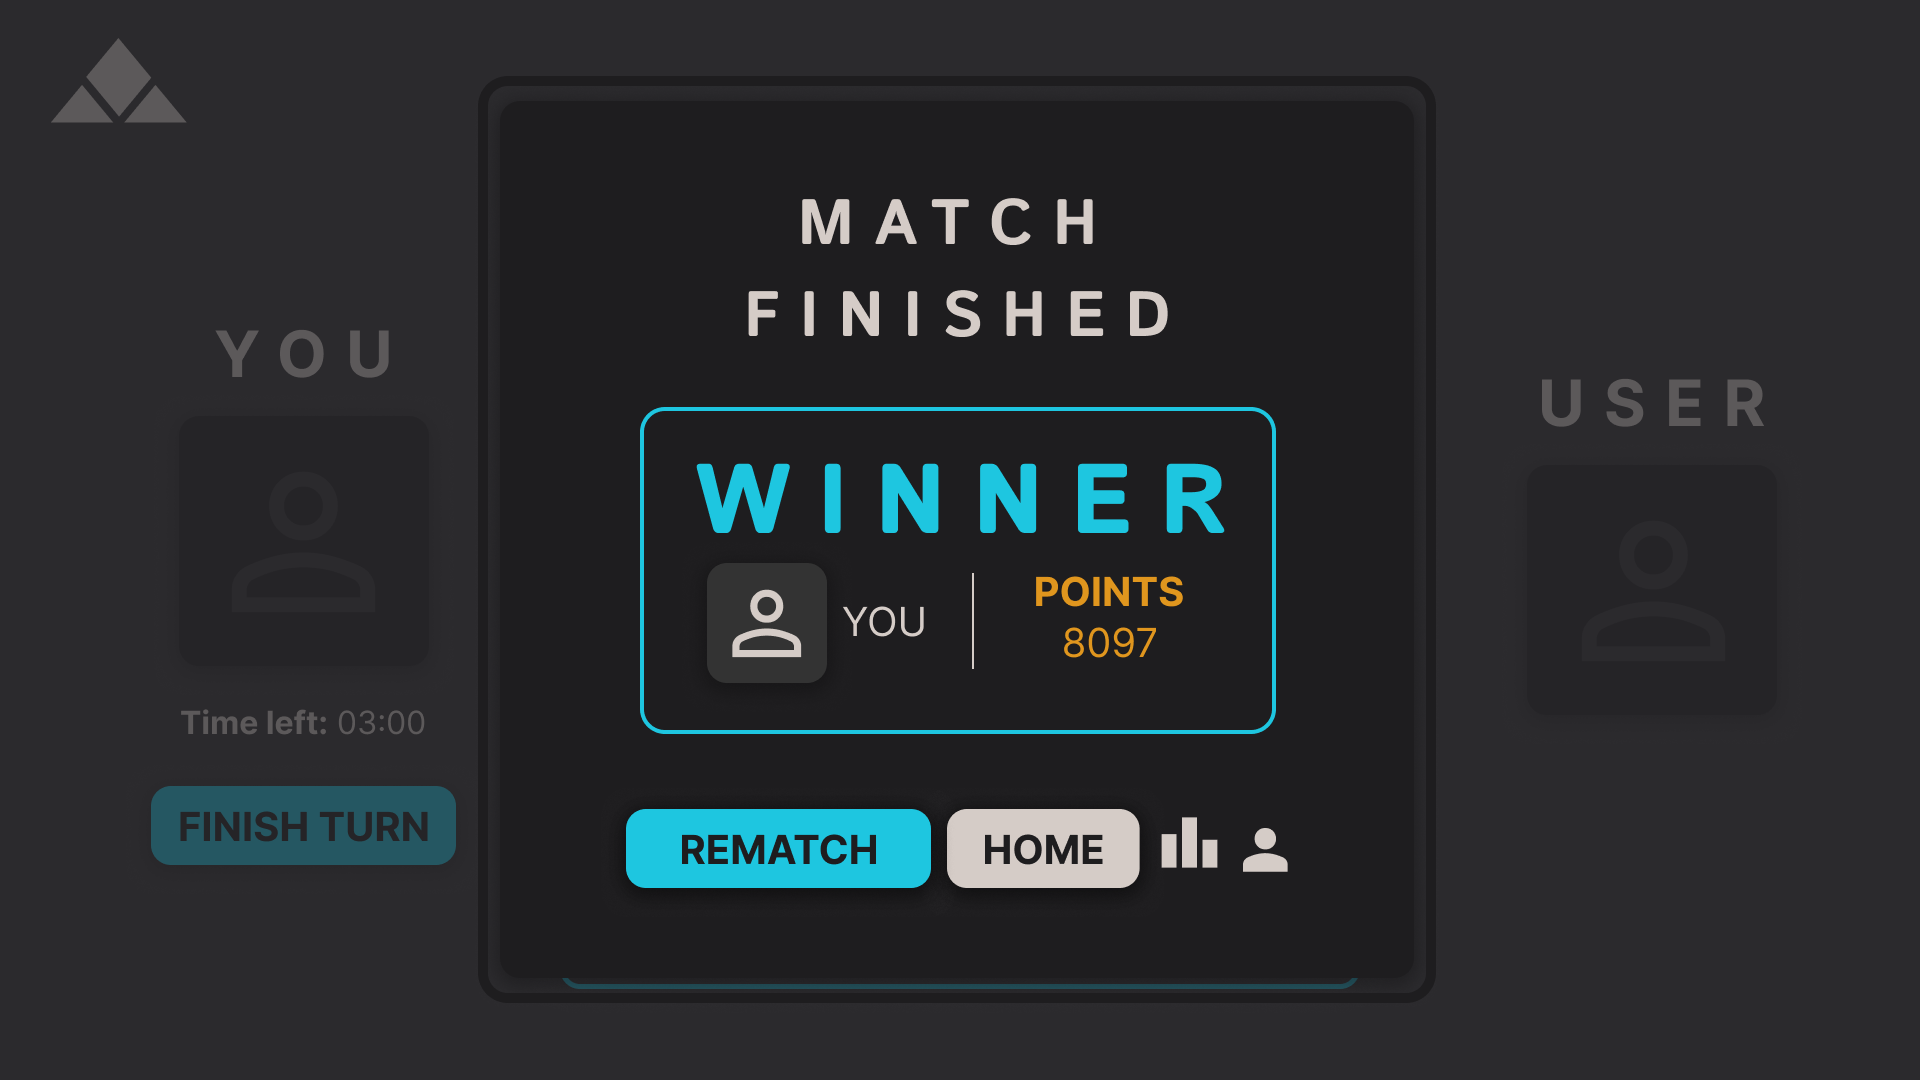 YOU
Time left: 03:00
FINISH TURN
MATCH
FINISHED
WINNER
YOU
POINTS
8097
REMATCH
HOME
USER